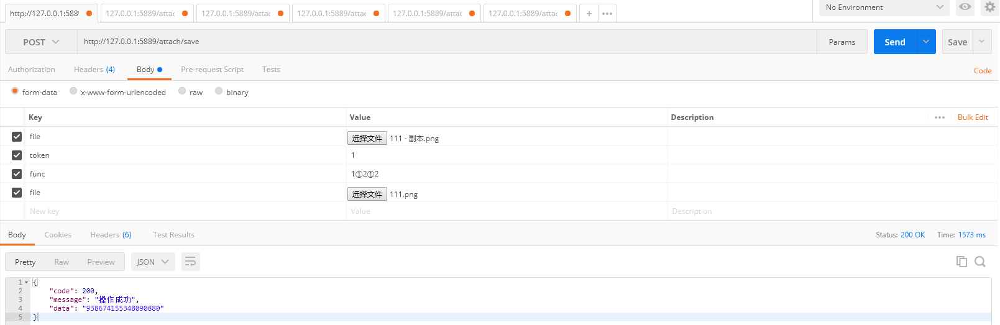 http://127.0.0.1:5889 127.0.0.1:5889/attac 127.0.0.1:5889/attac 127.0.0.1:5889/attac 127.0.0.1:5889/attac 127.0.0.1:5889/attac + ••• No Environment
POST http://127.0.0.1:5889/attach/save Params Send Save
Authorization Headers (4) Body Pre-request Script Tests Code
form-data x-www-form-urlencoded raw binary
Key Value Description ••• Bulk Edit
file 选择文件 111 - 副本.png
token 1
func 1①2①2
file 选择文件 111.png
New key Value Description
Body Cookies Headers (6) Test Results Status: 200 OK Time: 1573 ms
Pretty Raw Preview JSON
1 {
2 "code": 200,
3 "message": "操作成功",
4 "data": "938674155348090880"
5 }